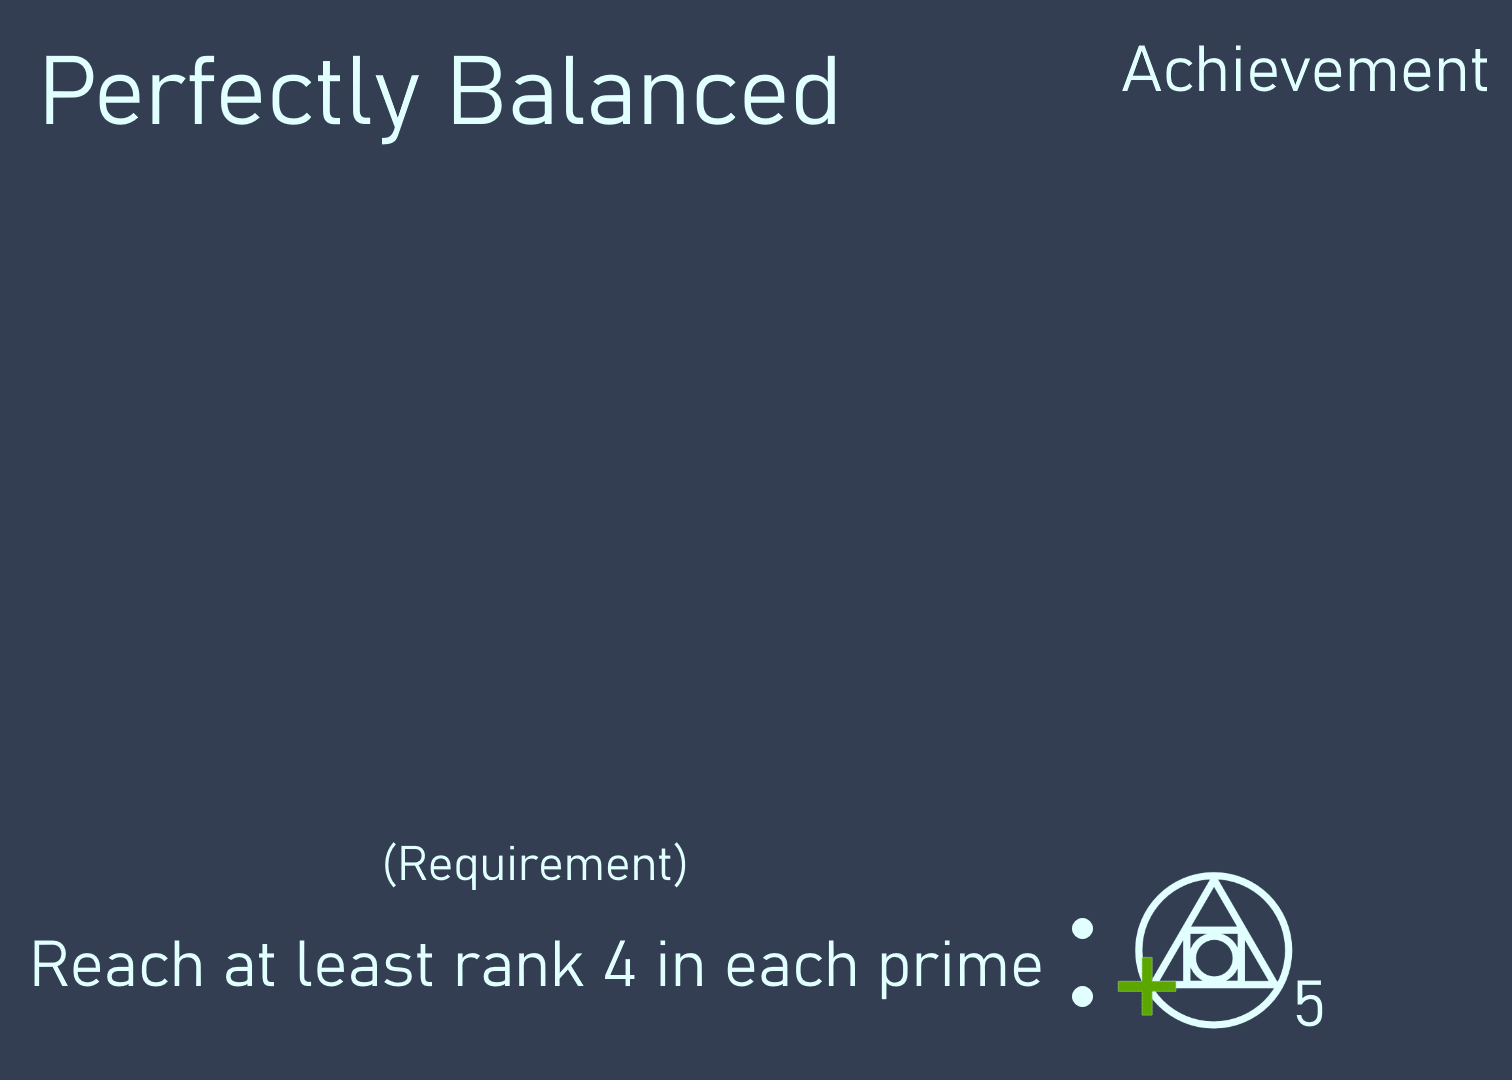 Perfectly Balanced
Achievement
(Requirement)
Reach at least rank 4 in each prime : + 5